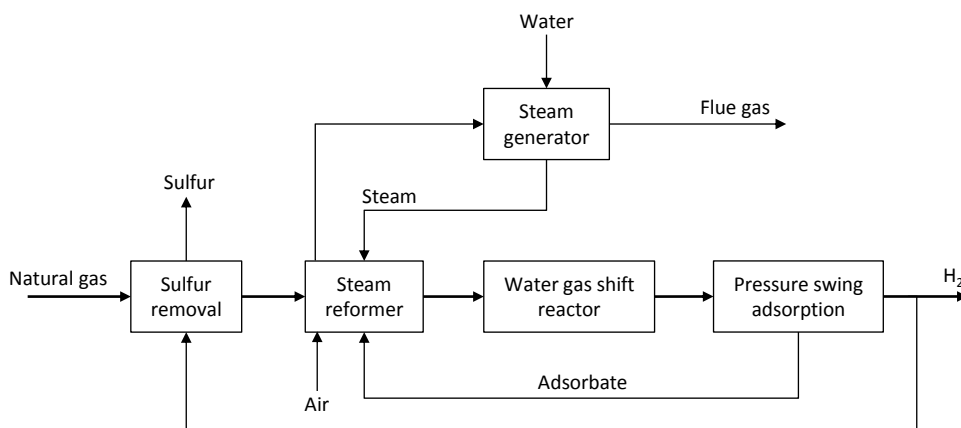 Water
Steam
generator
Flue gas
Sulfur
Steam
Natural gas
Sulfur
removal
Steam
reformer
Water gas shift
reactor
Pressure swing
adsorption
H₂
Adsorbate
Air